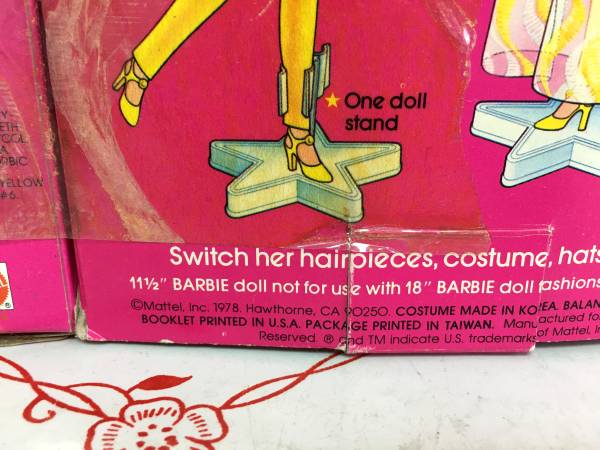 One doll
stand
YELLOW
#6.
Switch her hairpieces, costume, hats
11½" BARBIE doll not for use with 18" BARBIE doll fashions
©Mattel, Inc. 1978. Hawthorne, CA 90250. COSTUME MADE IN KOREA. BALAN
BOOKLET PRINTED IN U.S.A. PACKAGE PRINTED IN TAIWAN. Manufactured fo
Reserved. ® and TM indicate U.S. trademarks of Mattel, I